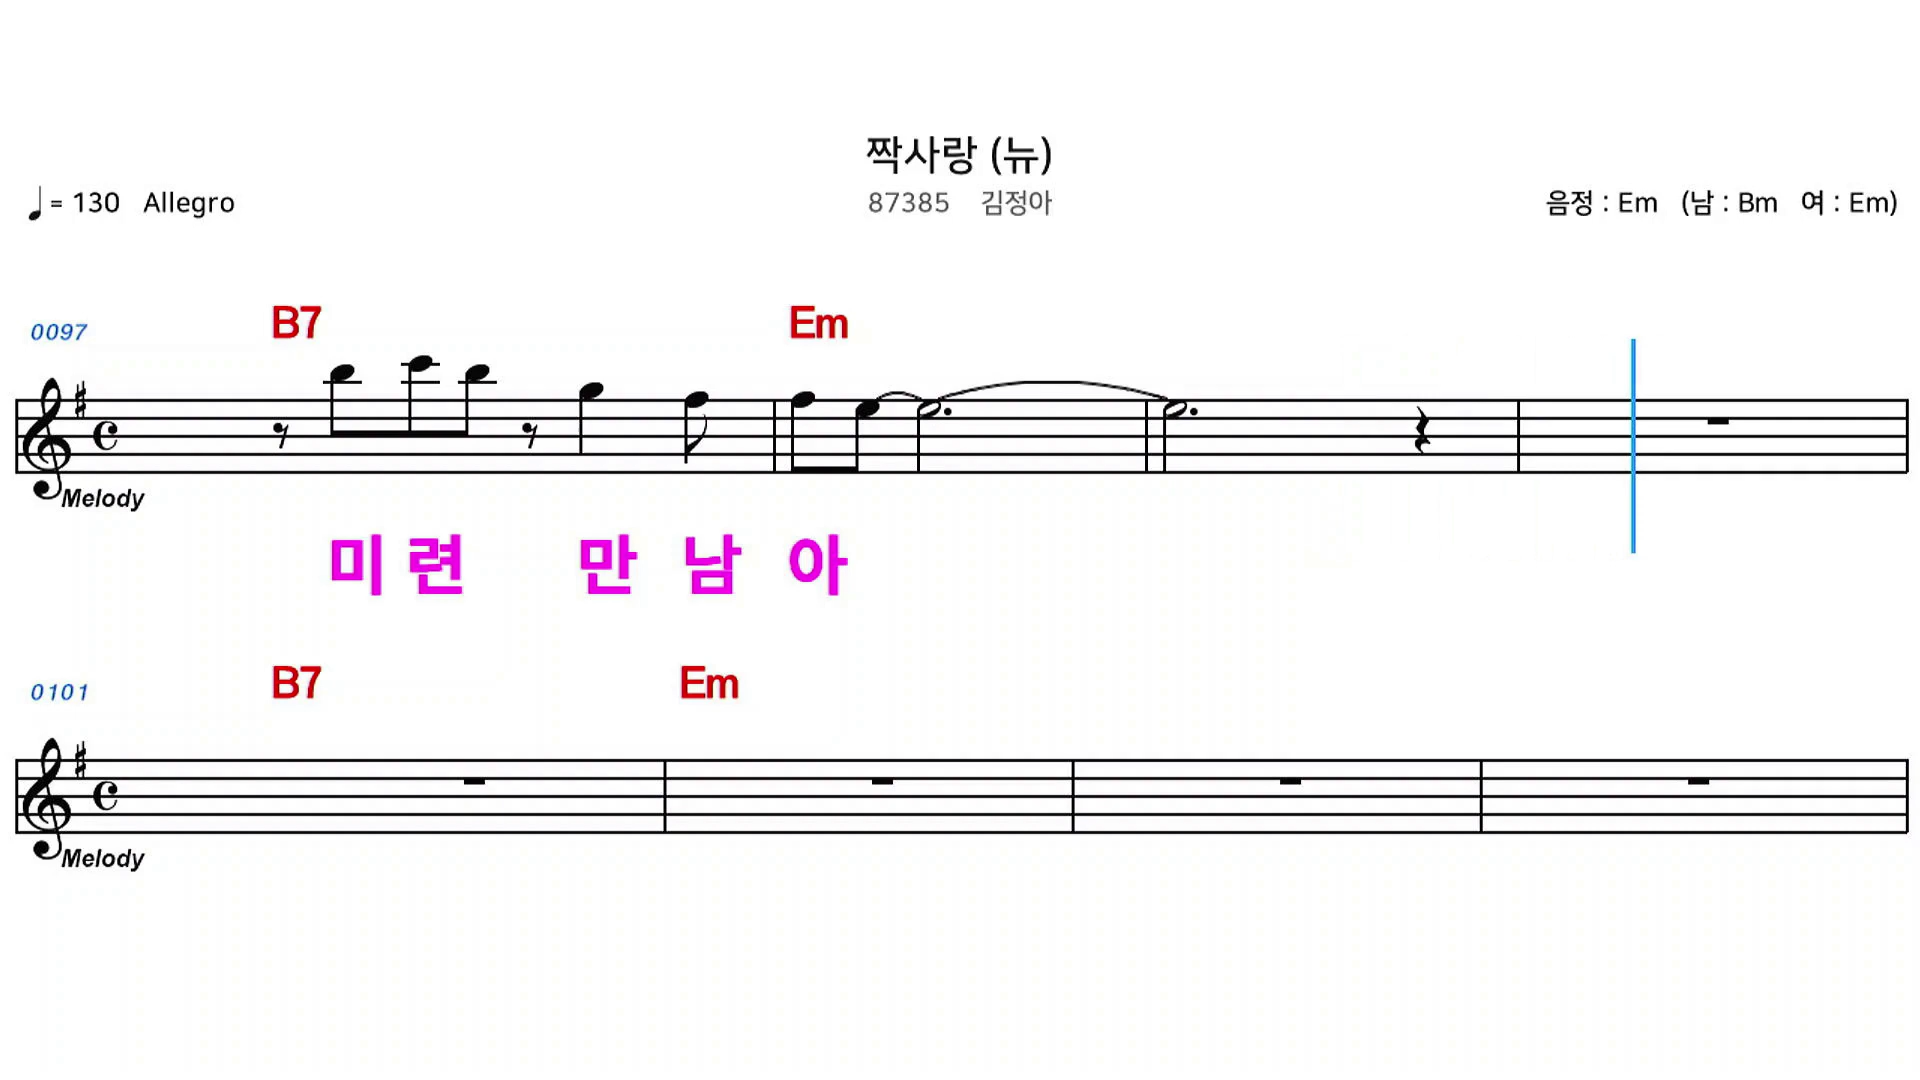 짝사랑 (뉴)
♩ = 130 Allegro
87385 김정아
음정 : Em (남 : Bm 여 : Em)
0097
B7 Em
Melody
미 련 만 남 아
0101
B7 Em
Melody